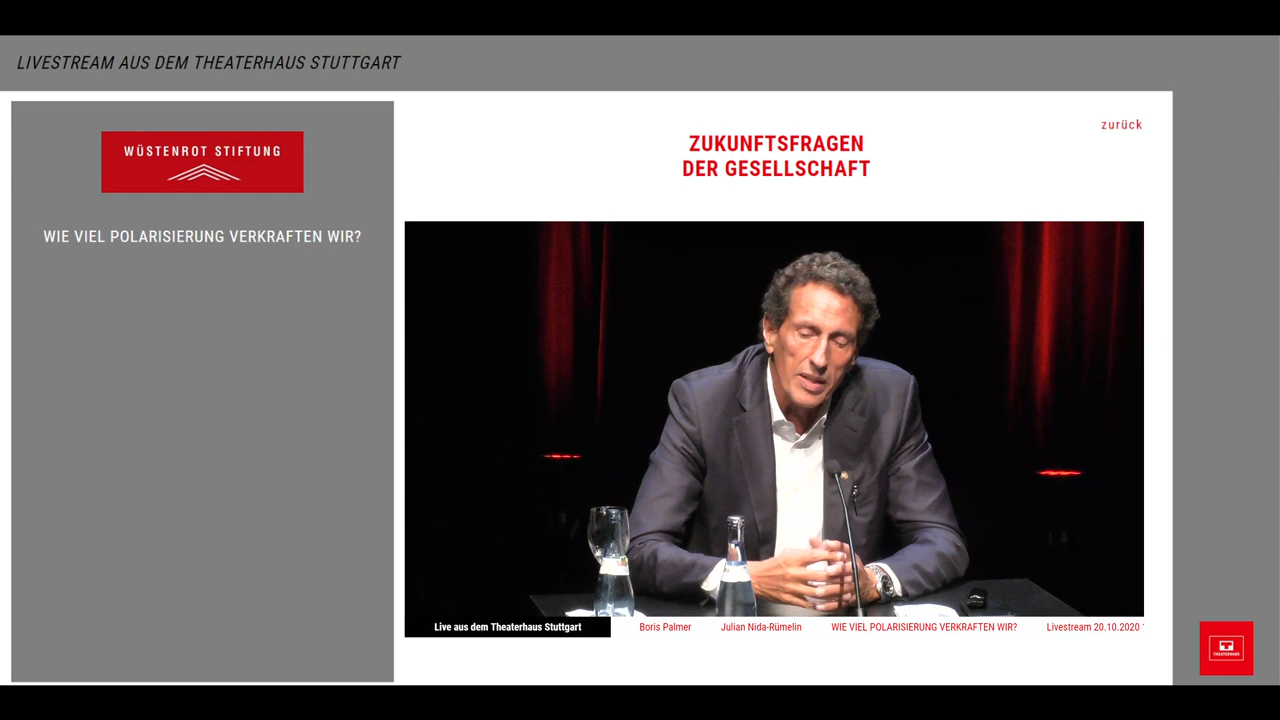 LIVESTREAM AUS DEM THEATERHAUS STUTTGART
WÜSTENROT STIFTUNG
WIE VIEL POLARISIERUNG VERKRAFTEN WIR?
zurück
ZUKUNFTSFRAGEN
DER GESELLSCHAFT
Live aus dem Theaterhaus Stuttgart Boris Palmer Julian Nida-Rümelin WIE VIEL POLARISIERUNG VERKRAFTEN WIR? Livestream 20.10.2020
THEATERHAUS